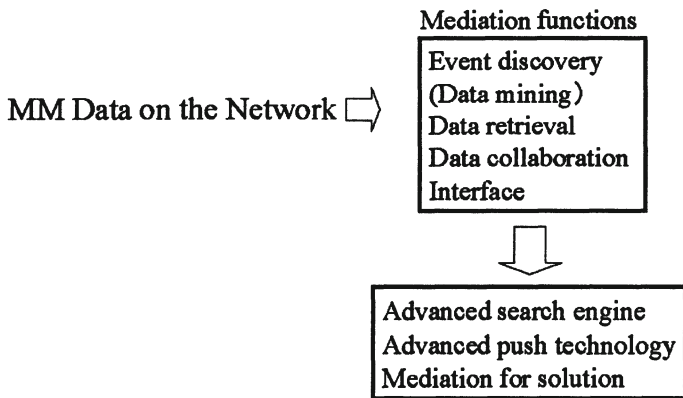 Mediation functions
Event discovery
(Data mining)
MM Data on the Network
Data retrieval
Data collaboration
Interface
Advanced search engine
Advanced push technology
Mediation for solution